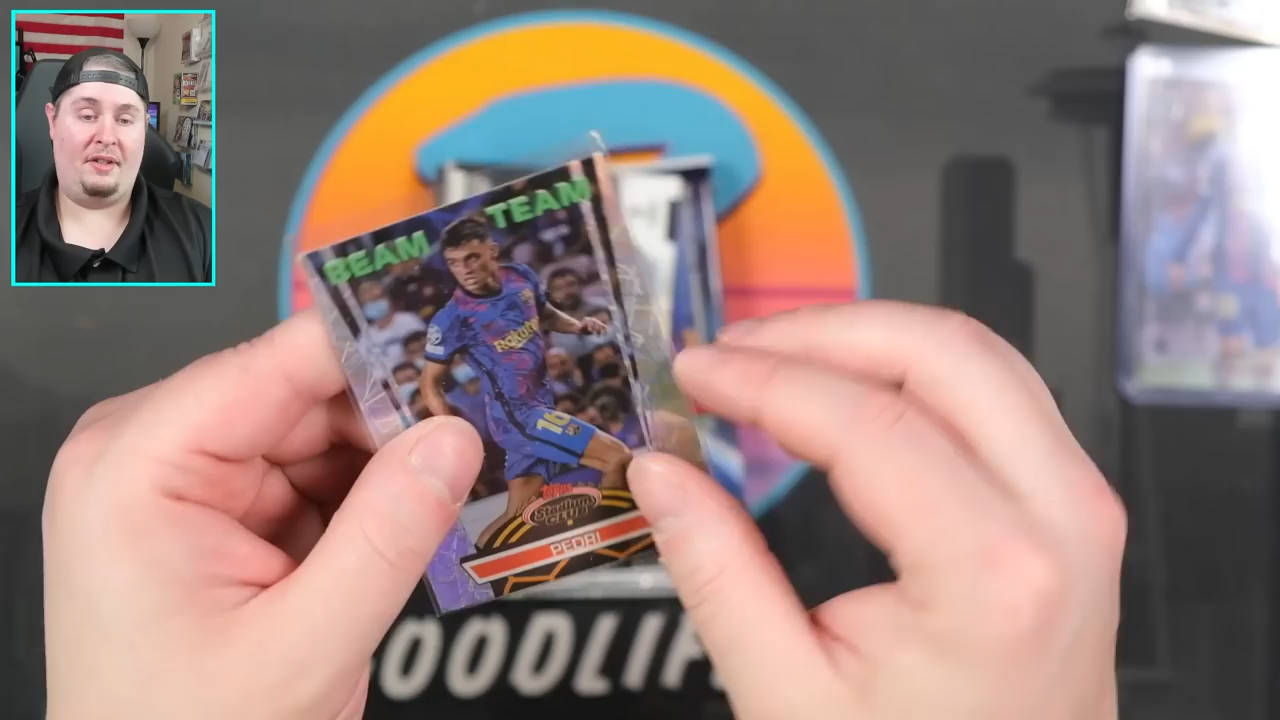 BEAM TEAM
Rakuten
16
topps
Stadium
CLUB
PEDRI
OODLIF